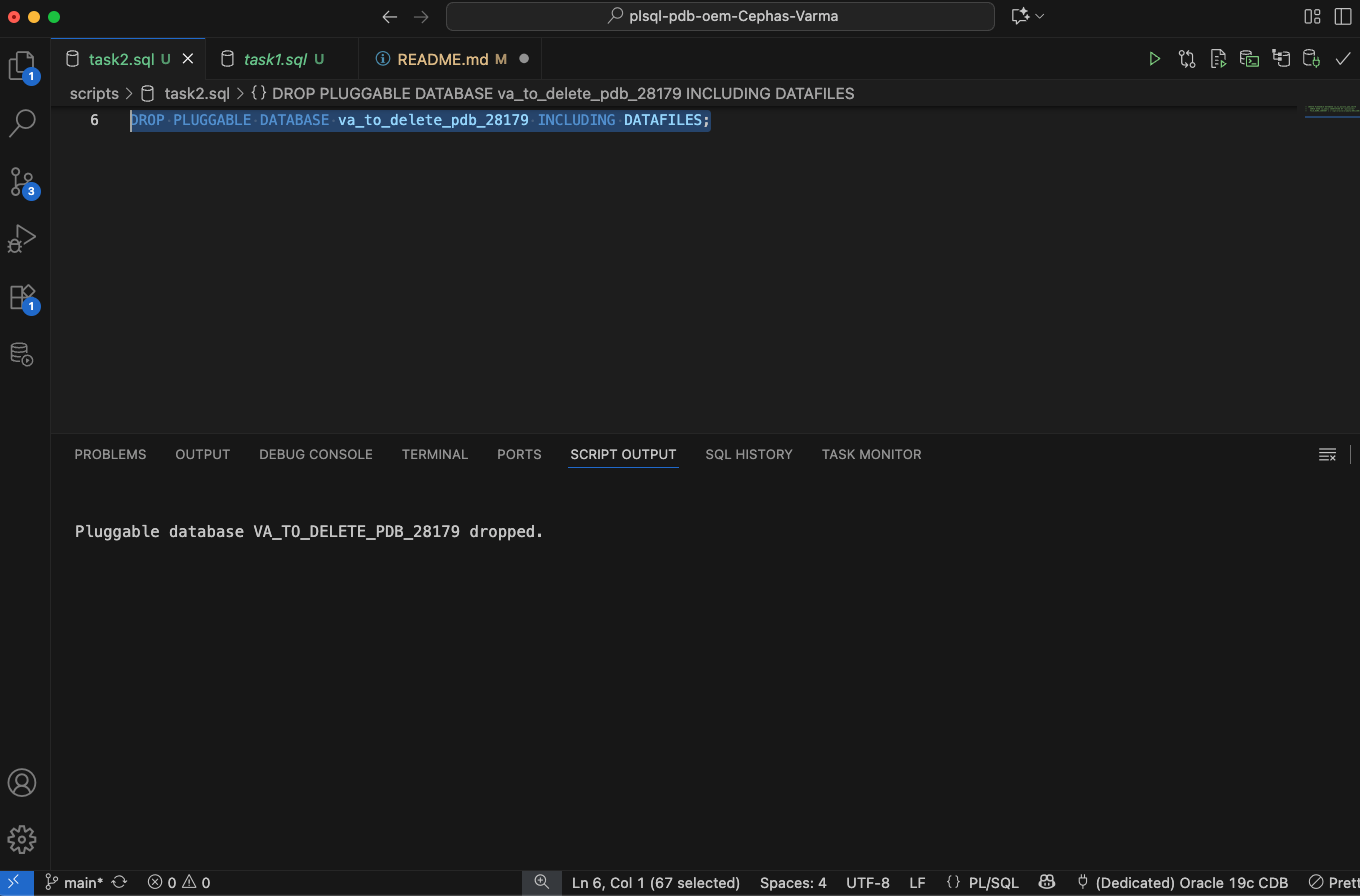 plsql-pdb-oem-Cephas-Varma
1
3
1
task2.sql U
task1.sql U
README.md M
scripts > task2.sql > {} DROP PLUGGABLE DATABASE va_to_delete_pdb_28179 INCLUDING DATAFILES
6 DROP PLUGGABLE DATABASE va_to_delete_pdb_28179 INCLUDING DATAFILES;
PROBLEMS OUTPUT DEBUG CONSOLE TERMINAL PORTS SCRIPT OUTPUT SQL HISTORY TASK MONITOR
Pluggable database VA_TO_DELETE_PDB_28179 dropped.
main* 0 0 Ln 6, Col 1 (67 selected) Spaces: 4 UTF-8 LF {} PL/SQL (Dedicated) Oracle 19c CDB